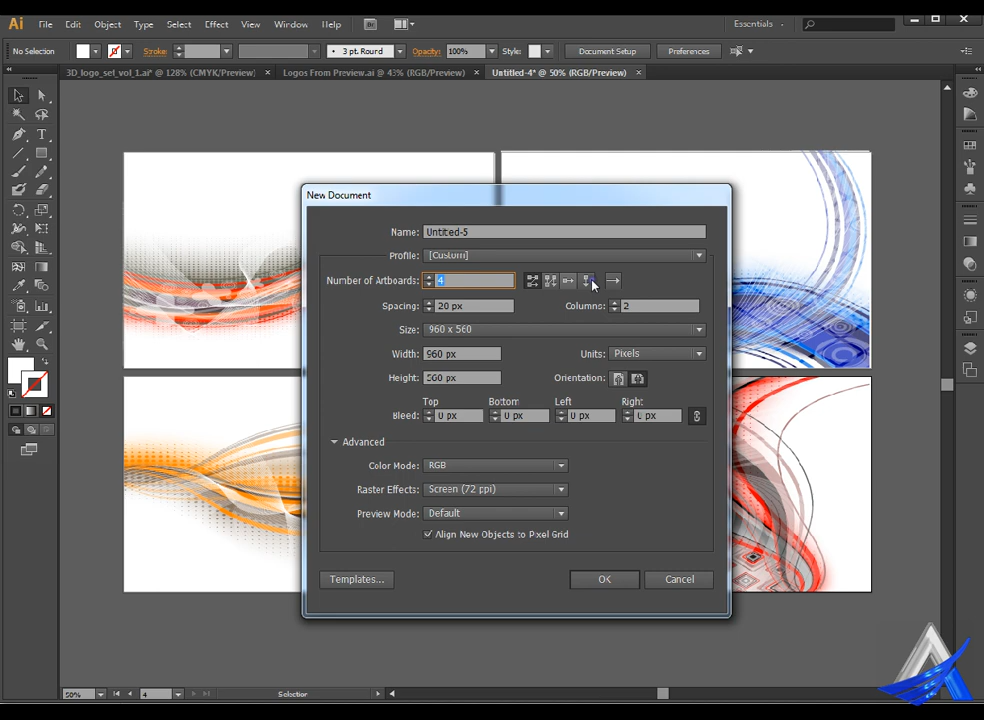 Ai File Edit Object Type Select Effect View Window Help Br Essentials
No Selection Stroke: 3 pt. Round Opacity: 100% Style: Document Setup Preferences
3D_logo_set_vol_1.ai* @ 128% (CMYK/Preview) × Logos From Preview.ai @ 43% (RGB/Preview) × Untitled-4* @ 50% (RGB/Preview) ×
New Document
Name: Untitled-5
Profile: [Custom]
Number of Artboards: 4
Spacing: 20 px Columns: 2
Size: 960 x 560
Width: 960 px Units: Pixels
Height: 560 px Orientation:
Top Bottom Left Right
Bleed: 0 px 0 px 0 px 0 px
Advanced
Color Mode: RGB
Raster Effects: Screen (72 ppi)
Preview Mode: Default
Align New Objects to Pixel Grid
Templates... OK Cancel
50% 4 Selection